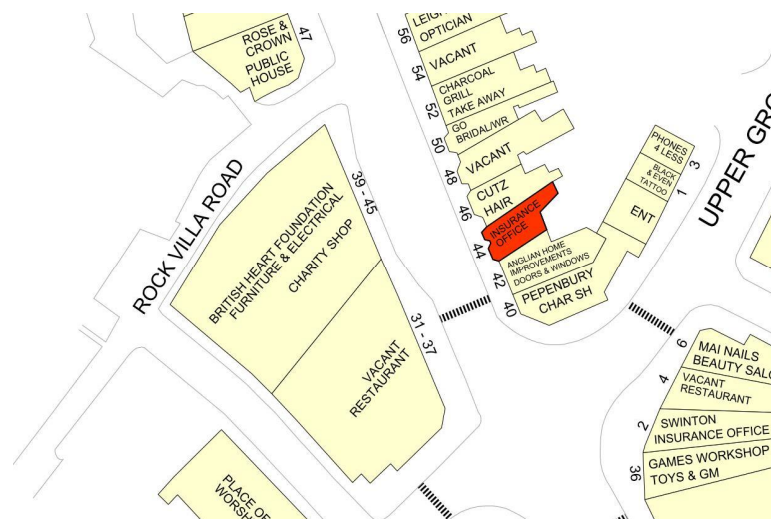 ROSE &
CROWN
PUBLIC
HOUSE
47
56
OPTICIAN
54
VACANT
52
CHARCOAL
GRILL
TAKE AWAY
50
GO
BRIDAL/WR
48
VACANT
46
CUTZ
HAIR
44
INSURANCE
OFFICE
42
ANGLIAN HOME
IMPROVEMENTS
DOORS & WINDOWS
40
PEPENBURY
CHAR SH
PHONES
4 LESS
3
BLACK
& EVEN
TATTOO
1
ENT
UPPER
ROCK VILLA ROAD
39 - 45
BRITISH HEART FOUNDATION
FURNITURE & ELECTRICAL
CHARITY SHOP
31 - 37
VACANT
RESTAURANT
PLACE OF
6
MAI NAILS
BEAUTY
4
VACANT
RESTAURANT
2
SWINTON
INSURANCE OFFICE
36
GAMES WORKSHOP
TOYS & GM